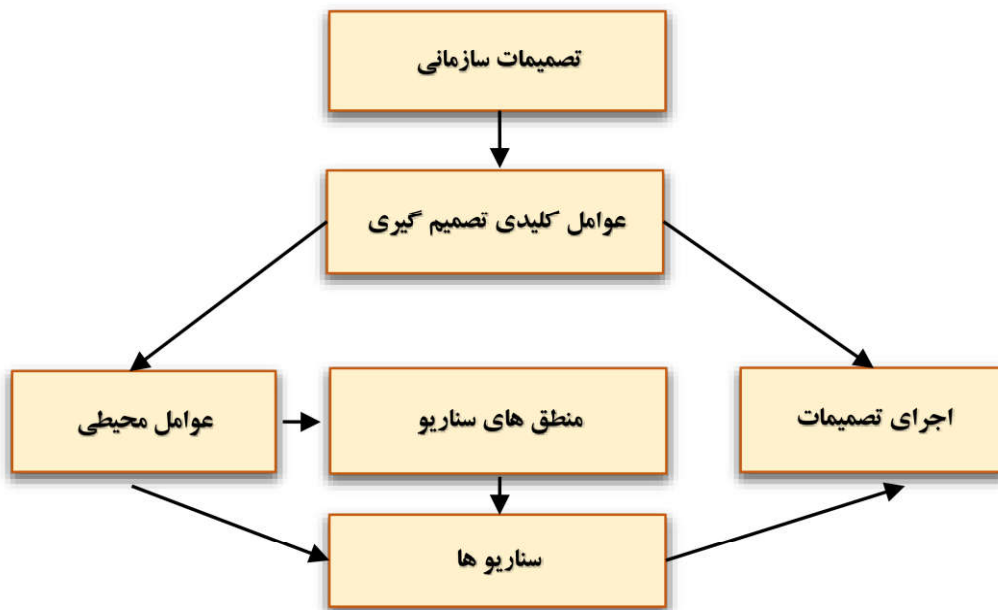 تصمیمات سازمانی
عوامل کلیدی تصمیم گیری
اجرای تصمیمات
منطق های سناریو
عوامل محیطی
سناریو ها